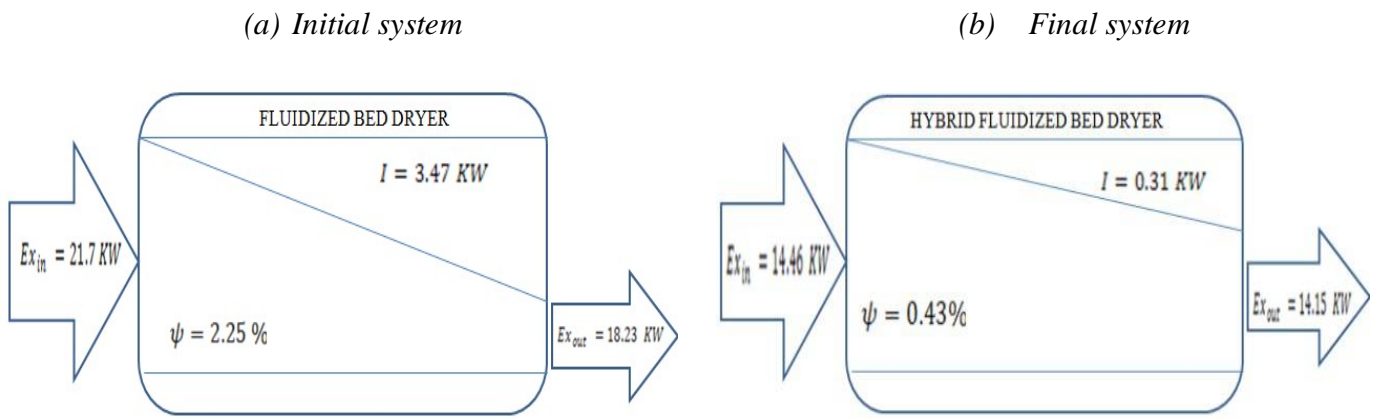 (a) Initial system
(b) Final system
FLUIDIZED BED DRYER
I = 3.47 KW
Ex_in = 21.7 KW
ψ = 2.25 %
Ex_out = 18.23 KW
HYBRID FLUIDIZED BED DRYER
I = 0.31 KW
Ex_in = 14.46 KW
ψ = 0.43%
Ex_out = 14.15 KW